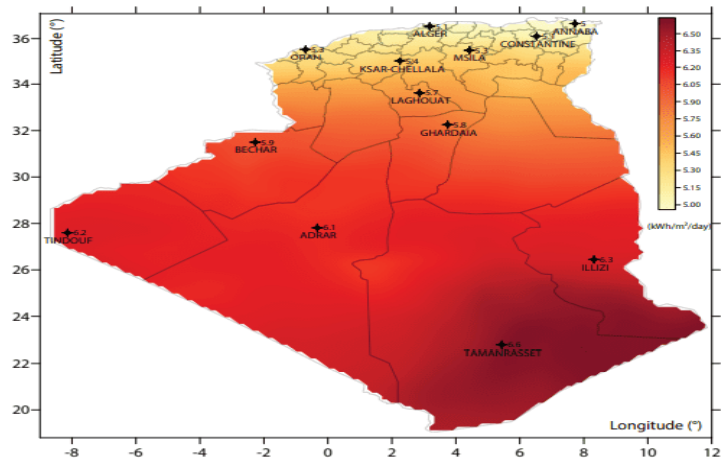 Latitude (°)
36
34
32
30
28
26
24
22
20
ALGER
5
ANNABA
CONSTANTINE
ORAN
5.3
MSILA
5.4
KSAR-CHELLALA
5.7
LAGHOUAT
5.8
GHARDAIA
5.9
BECHAR
6.2
TINDOUF
6.1
ADRAR
6.3
ILLIZI
6.6
TAMANRASSET
6.50
6.35
6.20
6.05
5.90
5.75
5.60
5.45
5.30
5.15
5.00
(kWh/m²/day)
Longitude (°)
-8 -6 -4 -2 0 2 4 6 8 10 12